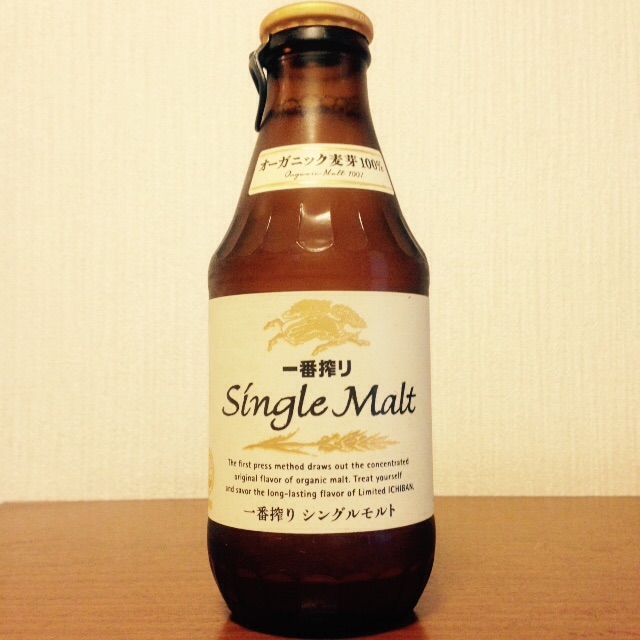 オーガニック麦芽100%
Organic Malt 100%
一番搾り
Single Malt
The first press method draws out the concentrated
original flavor of organic malt. Treat yourself
and savor the long-lasting flavor of Limited ICHIBAN.
一番搾り シングルモルト